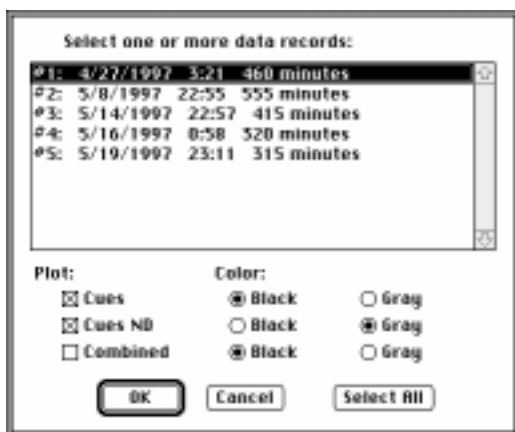 Select one or more data records:
#1: 4/27/1997 3:21 460 minutes
#2: 5/8/1997 22:55 555 minutes
#3: 5/14/1997 22:57 415 minutes
#4: 5/16/1997 0:58 520 minutes
#5: 5/19/1997 23:11 315 minutes
Plot: Color:
Cues Black Gray
Cues ND Black Gray
Combined Black Gray
OK Cancel Select All